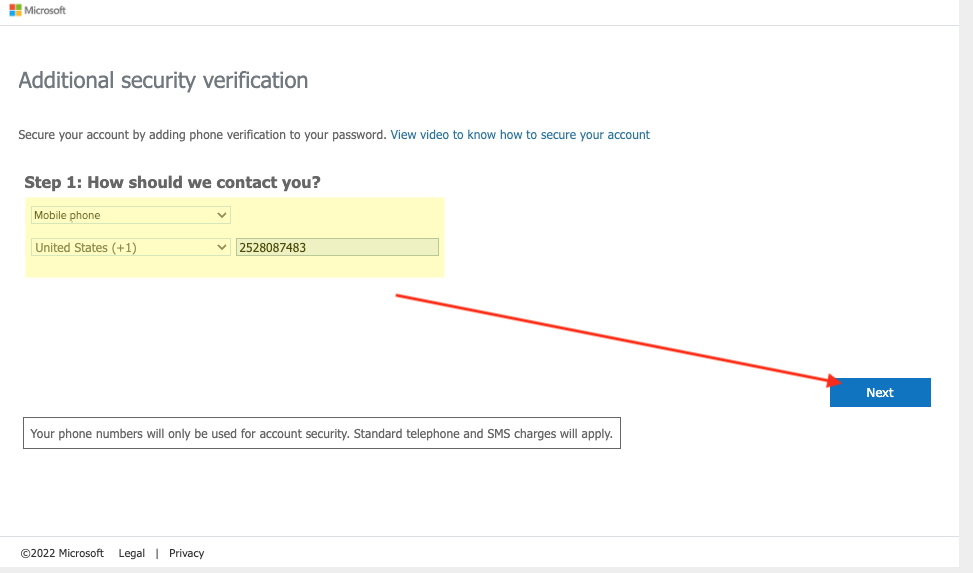 Microsoft
Additional security verification
Secure your account by adding phone verification to your password. View video to know how to secure your account
Step 1: How should we contact you?
Mobile phone
United States (+1) 2528087483
Next
Your phone numbers will only be used for account security. Standard telephone and SMS charges will apply.
©2022 Microsoft Legal | Privacy